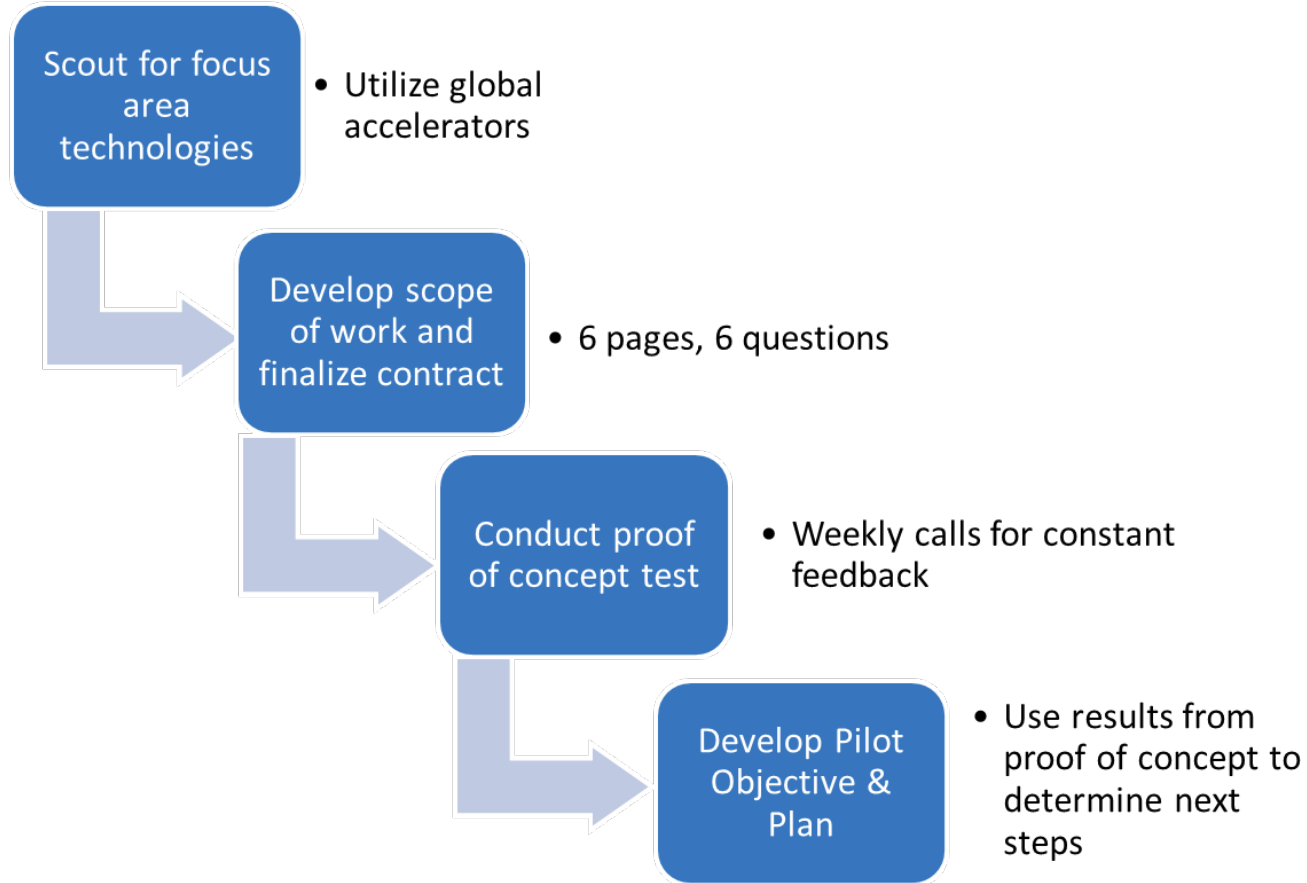 Scout for focus
area
technologies
• Utilize global
accelerators
Develop scope
of work and
finalize contract
• 6 pages, 6 questions
Conduct proof
of concept test
• Weekly calls for constant
feedback
Develop Pilot
Objective &
Plan
• Use results from
proof of concept to
determine next
steps